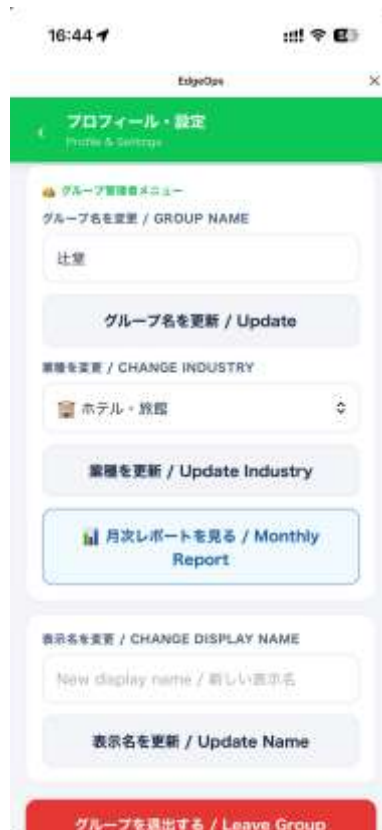 16:44
EdgeOps
プロフィール・設定
Profile & Settings
グループ管理者メニュー
グループ名を変更 / GROUP NAME
辻堂
グループ名を更新 / Update
業種を変更 / CHANGE INDUSTRY
ホテル・旅館
業種を更新 / Update Industry
月次レポートを見る / Monthly
Report
表示名を変更 / CHANGE DISPLAY NAME
New display name / 新しい表示名
表示名を更新 / Update Name
グループを退出する / Leave Group